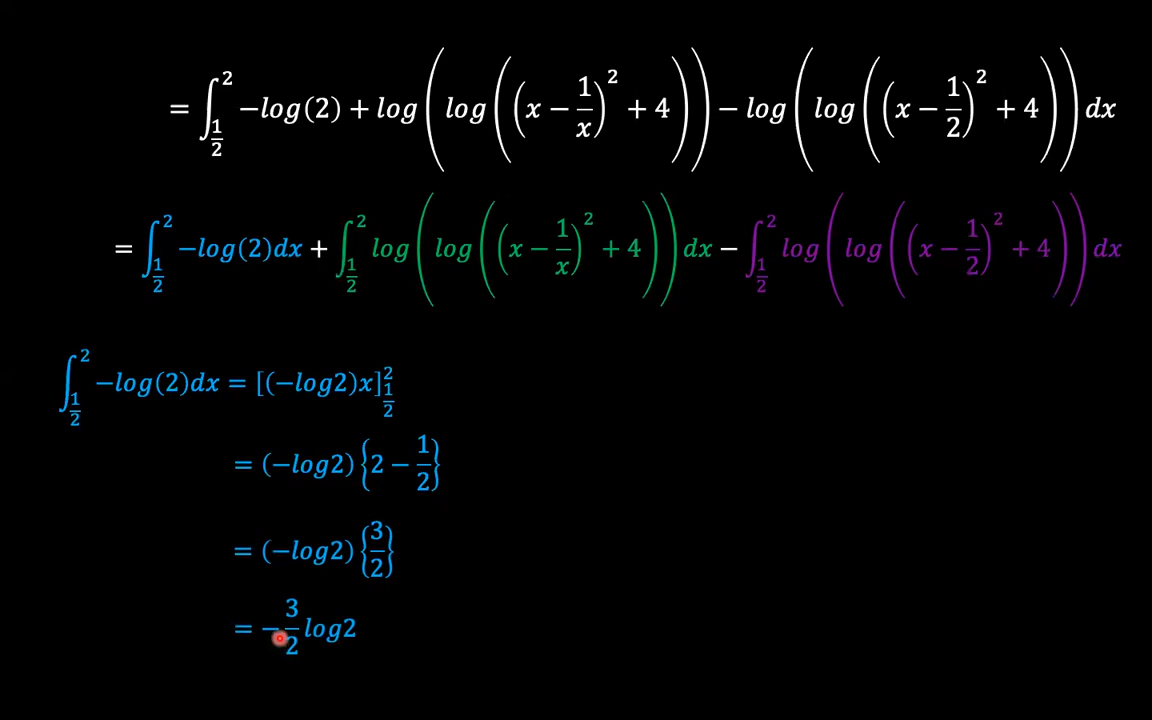 = ∫_{1/2}^{2} −log(2) + log(log((x − 1/x)^2 + 4)) − log(log((x − 1/2)^2 + 4)) dx
= ∫_{1/2}^{2} −log(2)dx + ∫_{1/2}^{2} log(log((x − 1/x)^2 + 4)) dx − ∫_{1/2}^{2} log(log((x − 1/2)^2 + 4)) dx
∫_{1/2}^{2} −log(2)dx = [(−log2)x]_{1/2}^{2}
= (−log2){2 − 1/2}
= (−log2){3/2}
= −3/2 log2